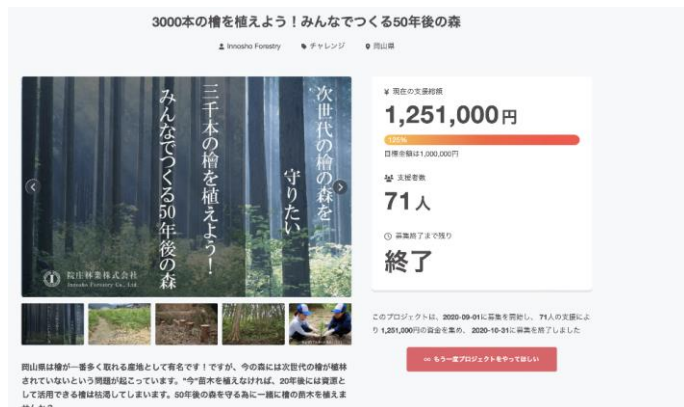 3000本の檜を植えよう！みんなでつくる50年後の森
Innosho Forestry
チャレンジ
岡山県
次世代の檜の森を
守りたい
三千本の檜を植えよう！
みんなでつくる50年後の森
院庄林業株式会社
Innosho Forestry Co., Ltd.
¥ 現在の支援総額
1,251,000円
125%
目標金額は1,000,000円
支援者数
71人
募集終了まで残り
終了
このプロジェクトは、2020-09-01に募集を開始し、71人の支援によ
り1,251,000円の資金を集め、2020-10-31に募集を終了しました
もう一度プロジェクトをやってほしい
岡山県は檜が一番多く取れる産地として有名です！ですが、今の森には次世代の檜が植林
されていないという問題が起こっています。"今"苗木を植えなければ、20年後には資源と
して活用できる檜は枯渇してしまいます。50年後の森を守る為に一緒に檜の苗木を植えま